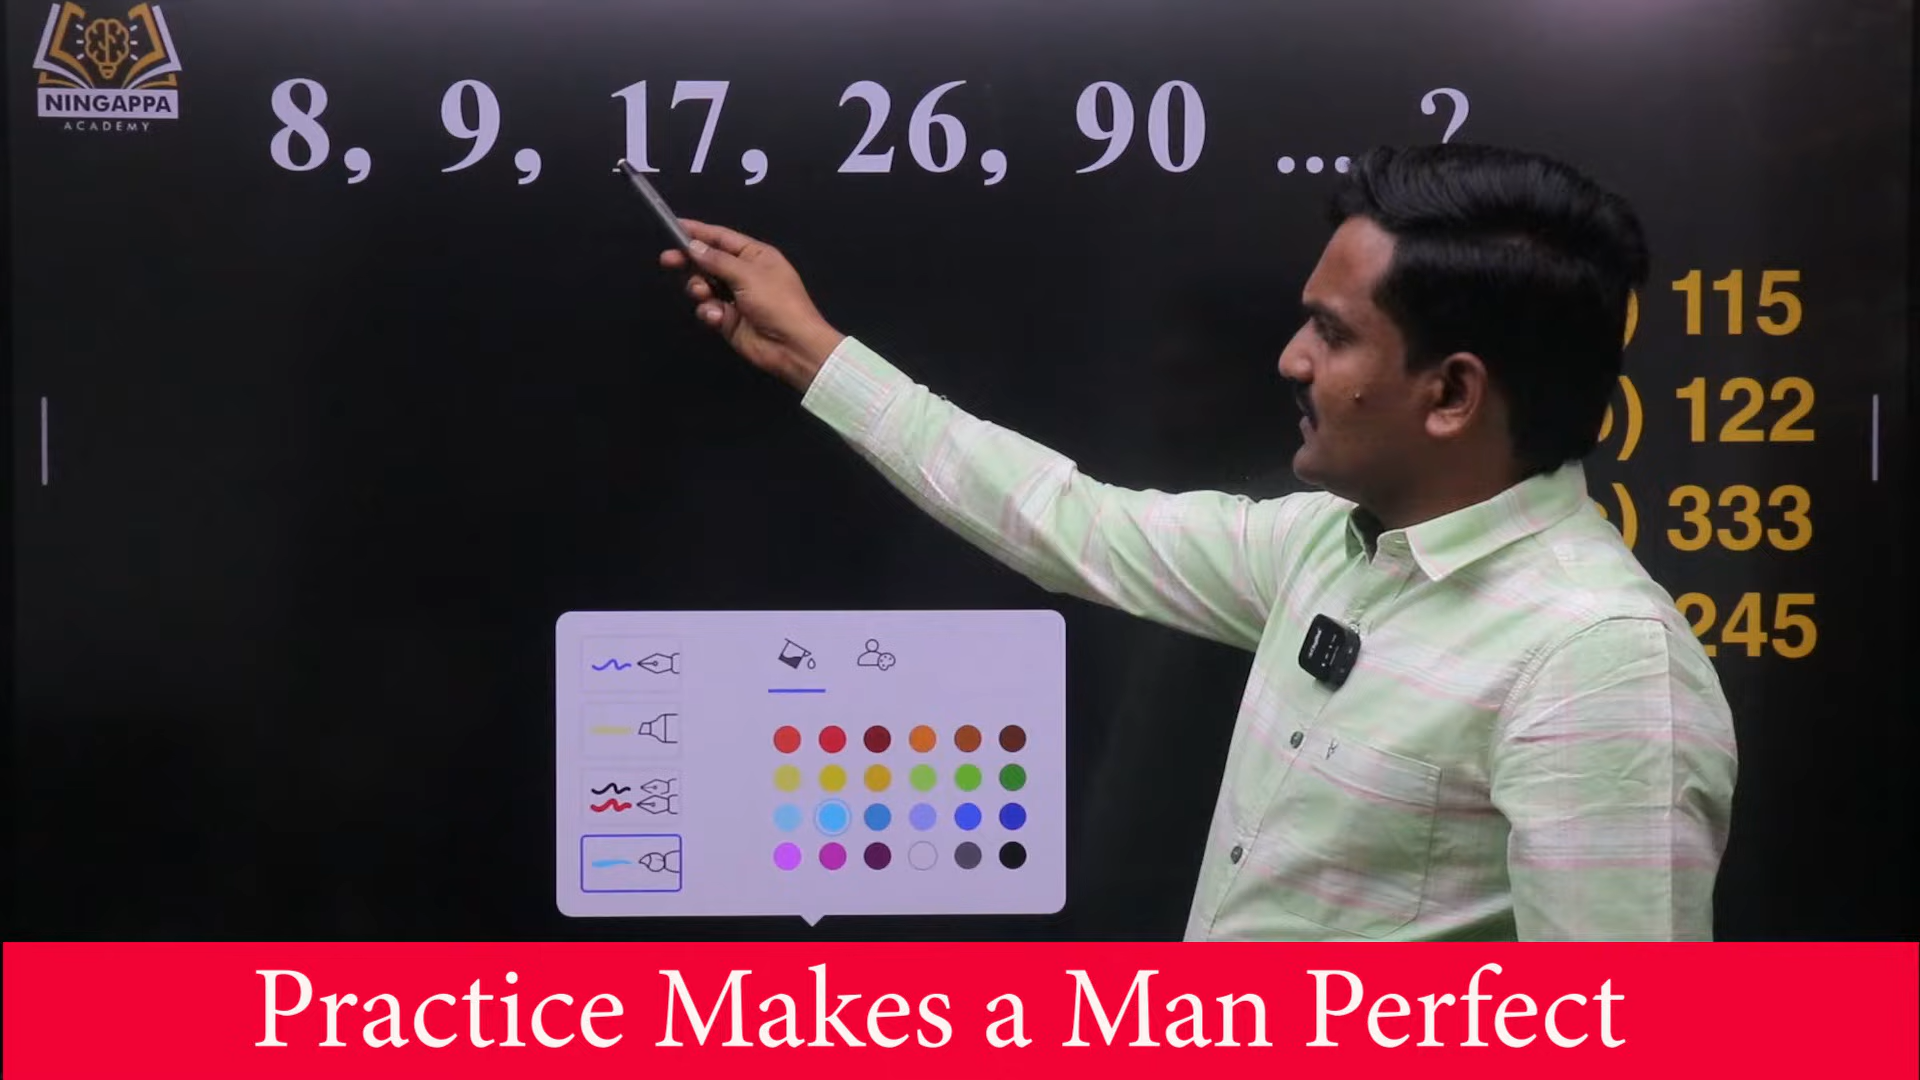 NINGAPPA
ACADEMY
8, 9, 17, 26, 90 ... ?
) 115
) 122
) 333
245
Practice Makes a Man Perfect